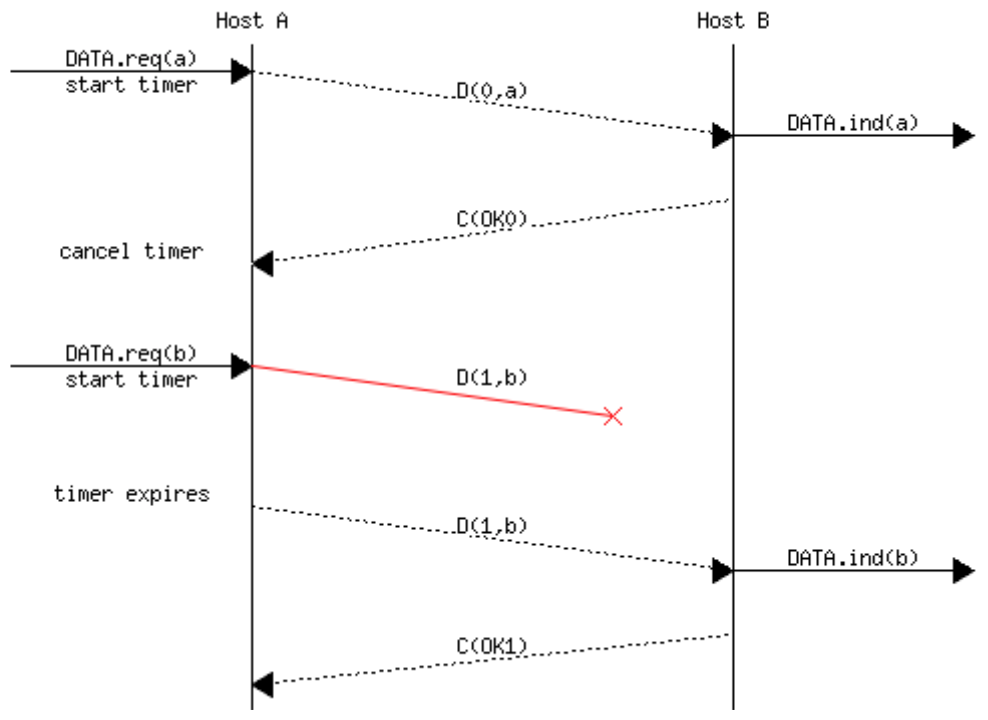 Host A
Host B
DATA.req(a)
start timer
D(0,a)
DATA.ind(a)
C(OK0)
cancel timer
DATA.req(b)
start timer
D(1,b)
timer expires
D(1,b)
DATA.ind(b)
C(OK1)